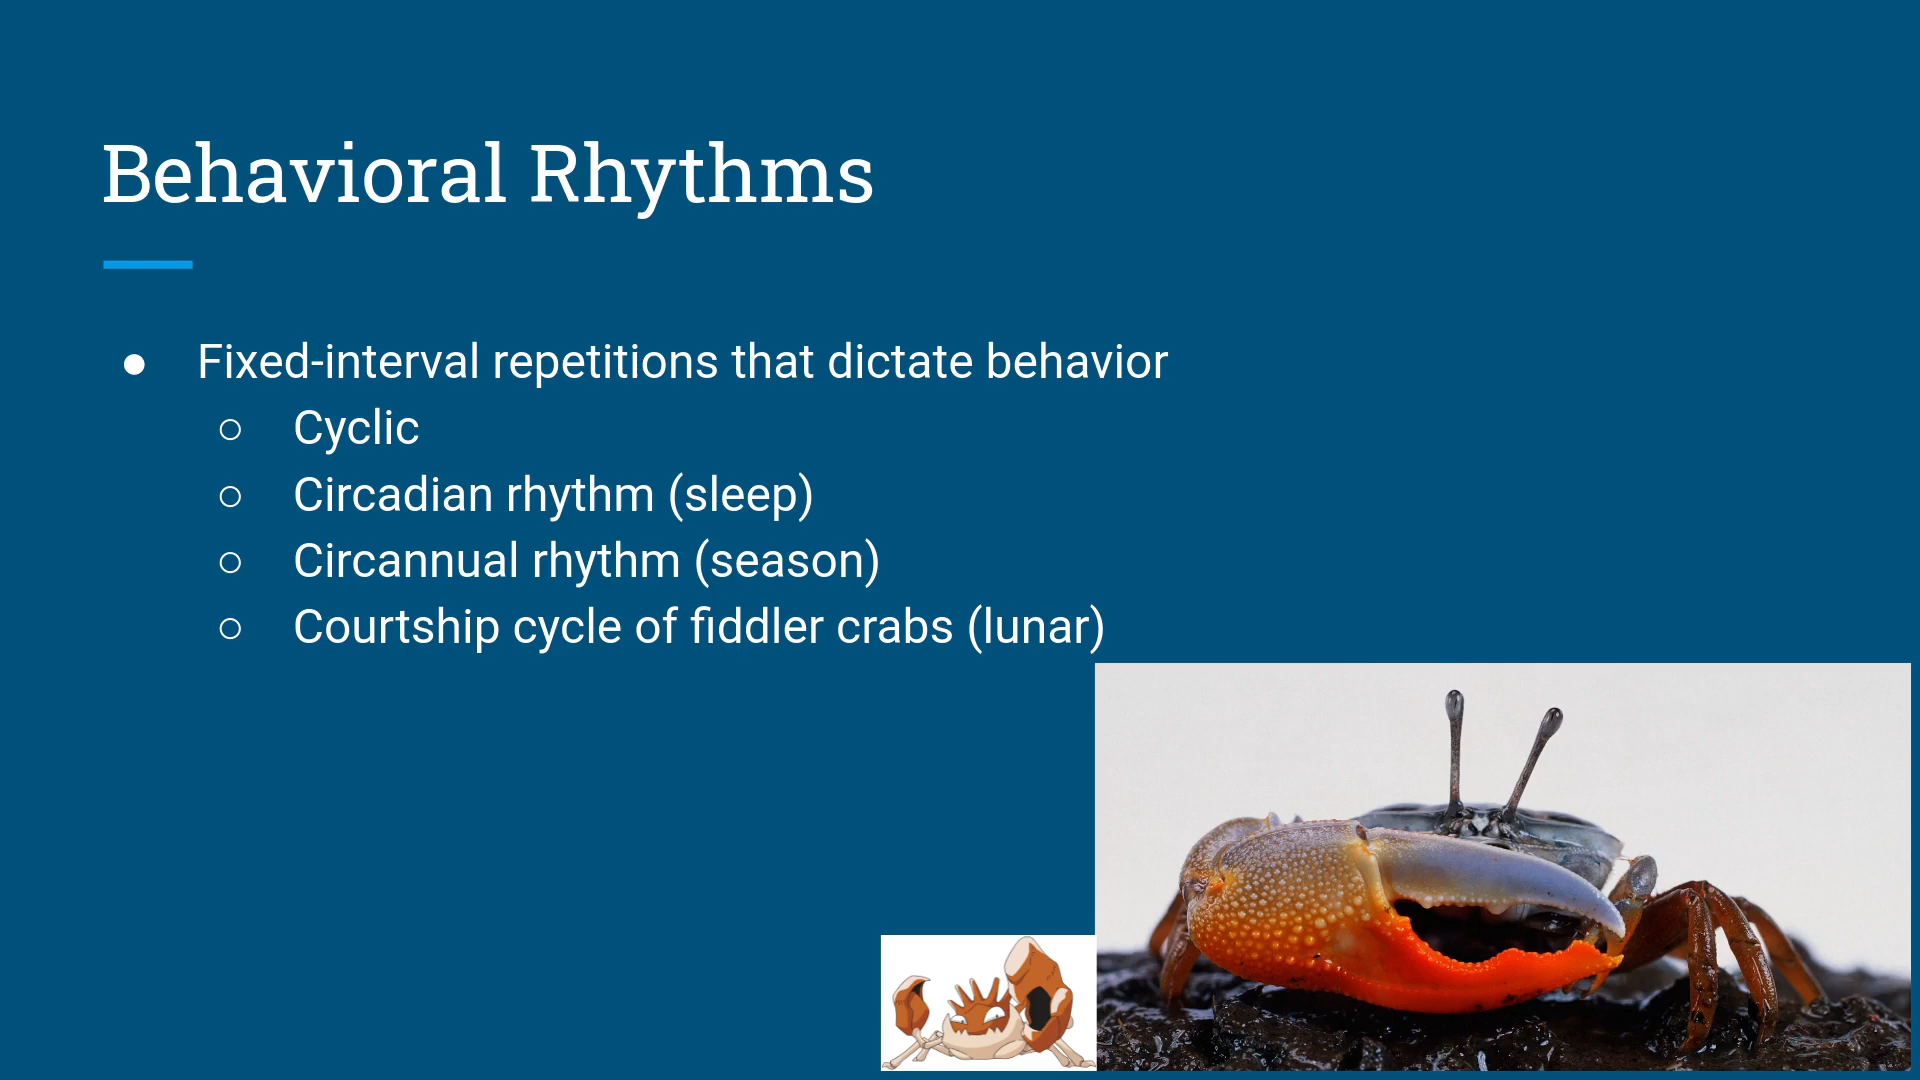 Behavioral Rhythms
● Fixed-interval repetitions that dictate behavior
○ Cyclic
○ Circadian rhythm (sleep)
○ Circannual rhythm (season)
○ Courtship cycle of fiddler crabs (lunar)